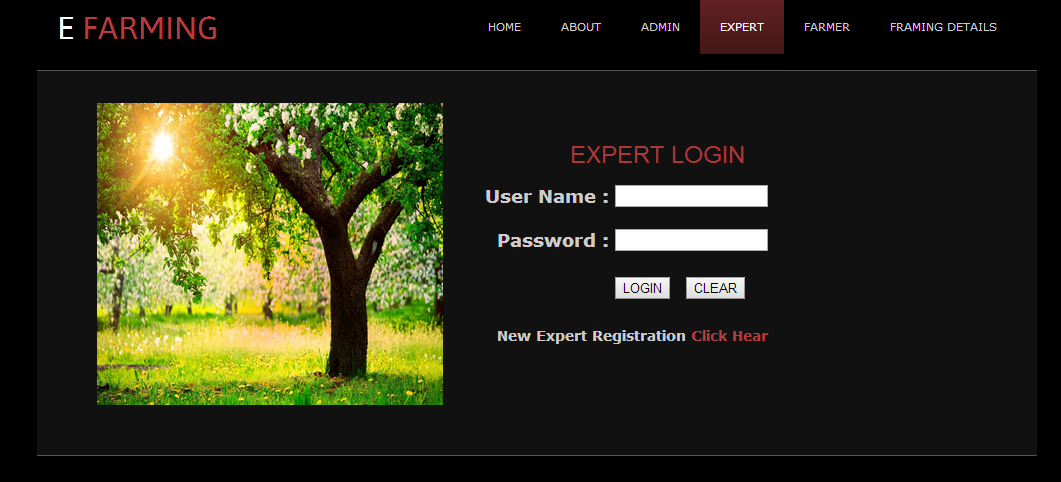 E FARMING
HOME ABOUT ADMIN EXPERT FARMER FRAMING DETAILS
EXPERT LOGIN
User Name :
Password :
LOGIN CLEAR
New Expert Registration Click Hear